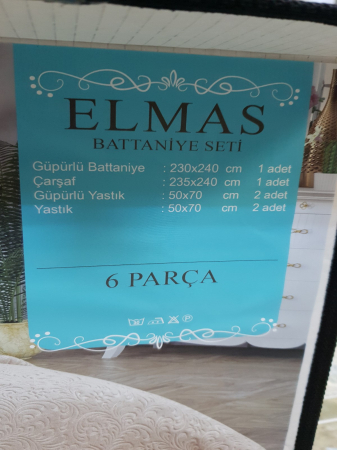 ELMAS
BATTANİYE SETİ
Güpürlü Battaniye : 230x240 cm 1 adet
Çarşaf : 235x240 cm 1 adet
Güpürlü Yastık : 50x70 cm 2 adet
Yastık : 50x70 cm 2 adet
6 PARÇA